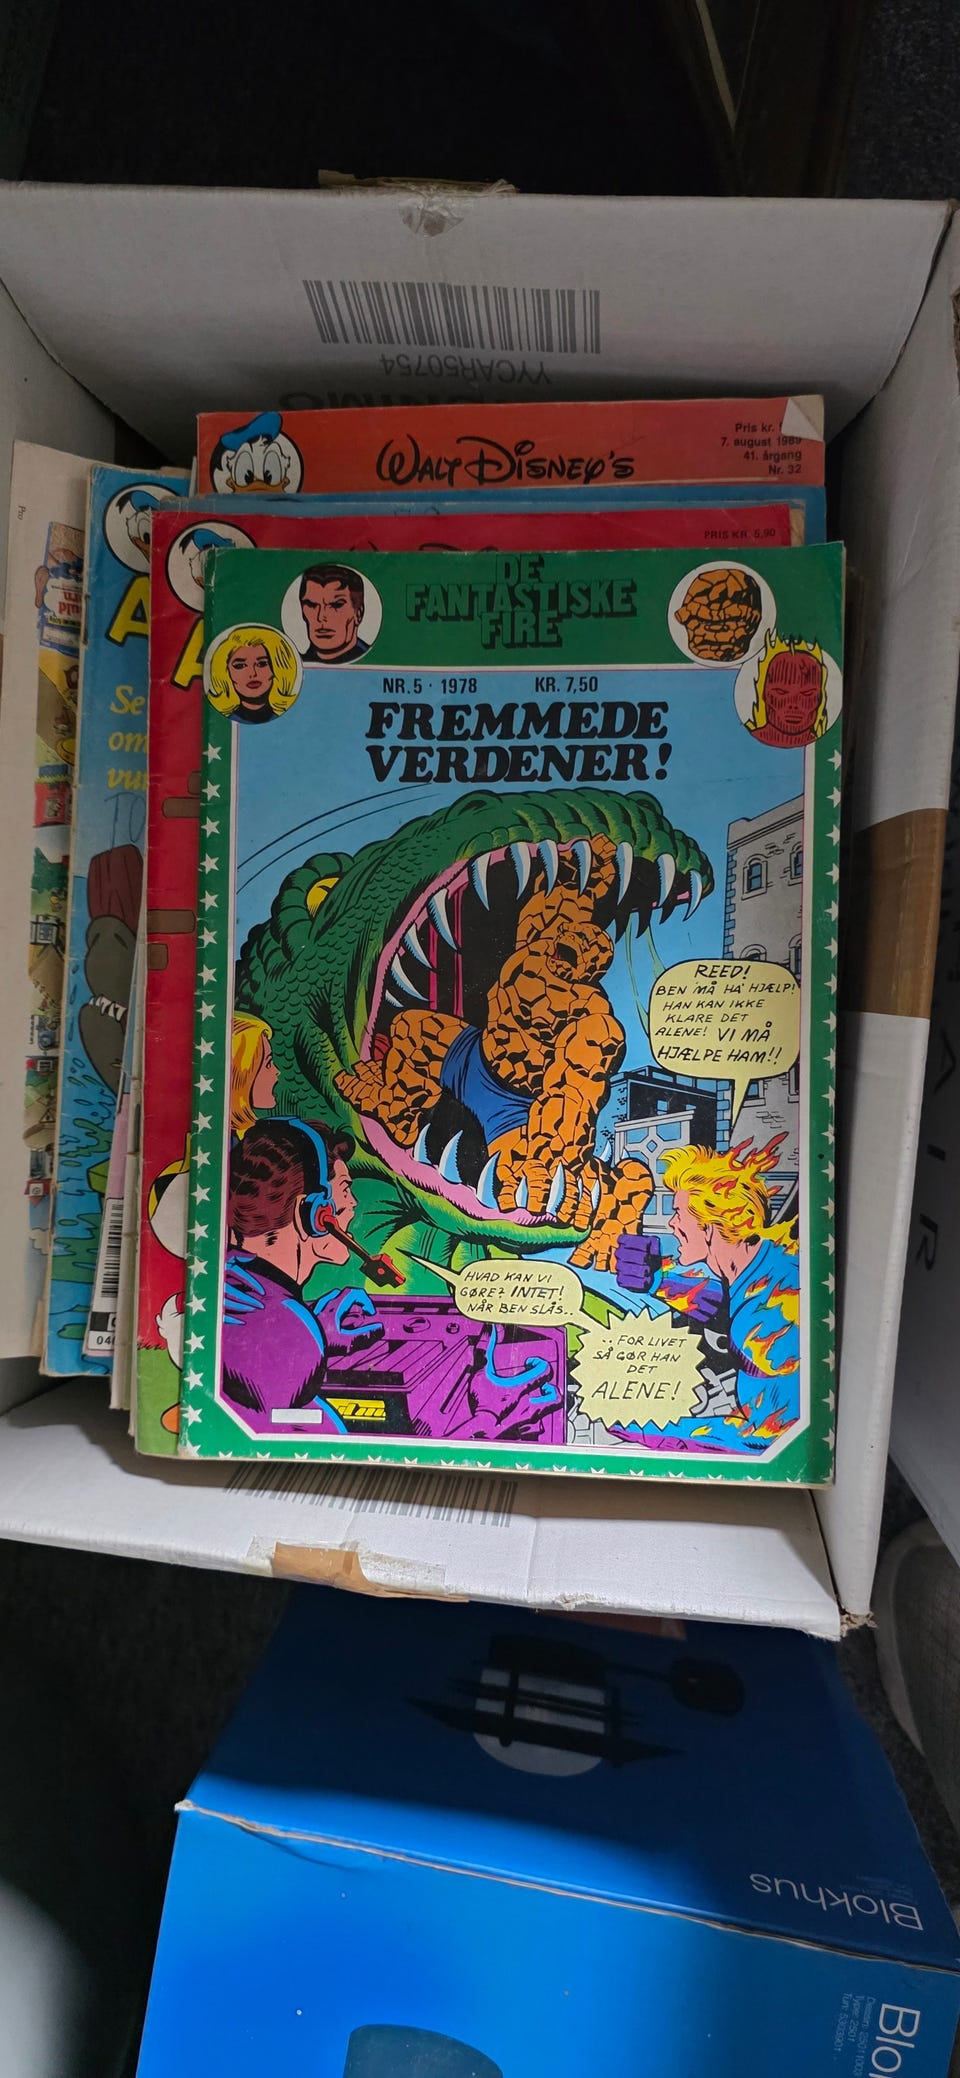 YYCAR50754
WALT DISNEY'S
Pris kr.
7. august 1989
41. årgang
Nr. 32
PRIS KR. 5,90
Se
om
DE
FANTASTISKE
FIRE
NR. 5 · 1978 KR. 7,50
FREMMEDE
VERDENER!
REED!
BEN MÅ HA' HJÆLP!
HAN KAN IKKE
KLARE DET
ALENE! VI MÅ
HJÆLPE HAM!!
HVAD KAN VI
GØRE? INTET!
NÅR BEN SLÅS..
..FOR LIVET
SÅ GØR HAN
DET
ALENE!
Blokhus